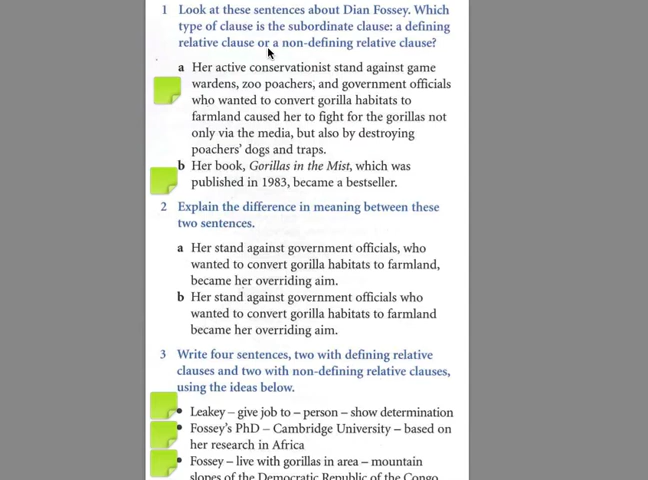 1 Look at these sentences about Dian Fossey. Which
type of clause is the subordinate clause: a defining
relative clause or a non-defining relative clause?
a Her active conservationist stand against game
wardens, zoo poachers, and government officials
who wanted to convert gorilla habitats to
farmland caused her to fight for the gorillas not
only via the media, but also by destroying
poachers' dogs and traps.
b Her book, Gorillas in the Mist, which was
published in 1983, became a bestseller.
2 Explain the difference in meaning between these
two sentences.
a Her stand against government officials, who
wanted to convert gorilla habitats to farmland,
became her overriding aim.
b Her stand against government officials who
wanted to convert gorilla habitats to farmland
became her overriding aim.
3 Write four sentences, two with defining relative
clauses and two with non-defining relative clauses,
using the ideas below.
• Leakey – give job to – person – show determination
• Fossey's PhD – Cambridge University – based on
her research in Africa
• Fossey – live with gorillas in area – mountain
slopes of the Democratic Republic of the Congo